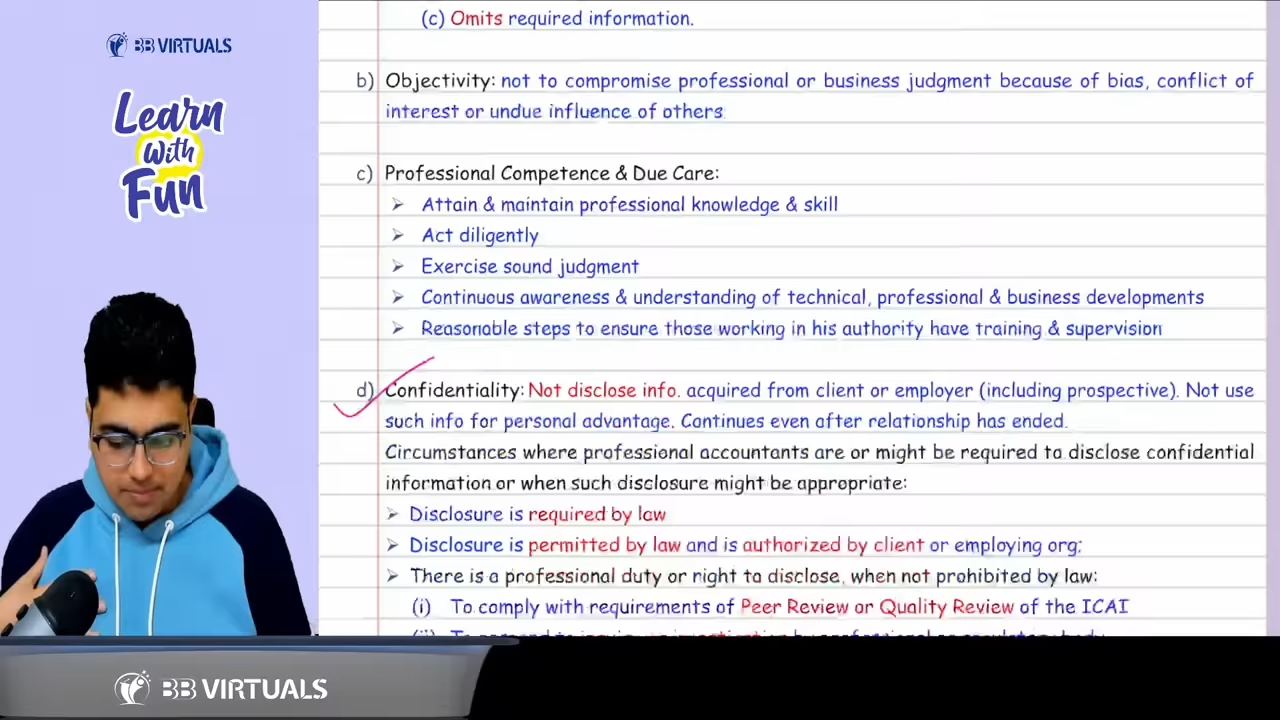 BB VIRTUALS
Learn
With
Fun
(c) Omits required information.
b) Objectivity: not to compromise professional or business judgment because of bias, conflict of
interest or undue influence of others.
c) Professional Competence & Due Care:
➢ Attain & maintain professional knowledge & skill
➢ Act diligently
➢ Exercise sound judgment
➢ Continuous awareness & understanding of technical, professional & business developments
➢ Reasonable steps to ensure those working in his authority have training & supervision
d) Confidentiality: Not disclose info. acquired from client or employer (including prospective). Not use
such info for personal advantage. Continues even after relationship has ended.
Circumstances where professional accountants are or might be required to disclose confidential
information or when such disclosure might be appropriate:
➢ Disclosure is required by law
➢ Disclosure is permitted by law and is authorized by client or employing org;
➢ There is a professional duty or right to disclose, when not prohibited by law:
(i) To comply with requirements of Peer Review or Quality Review of the ICAI
BB VIRTUALS